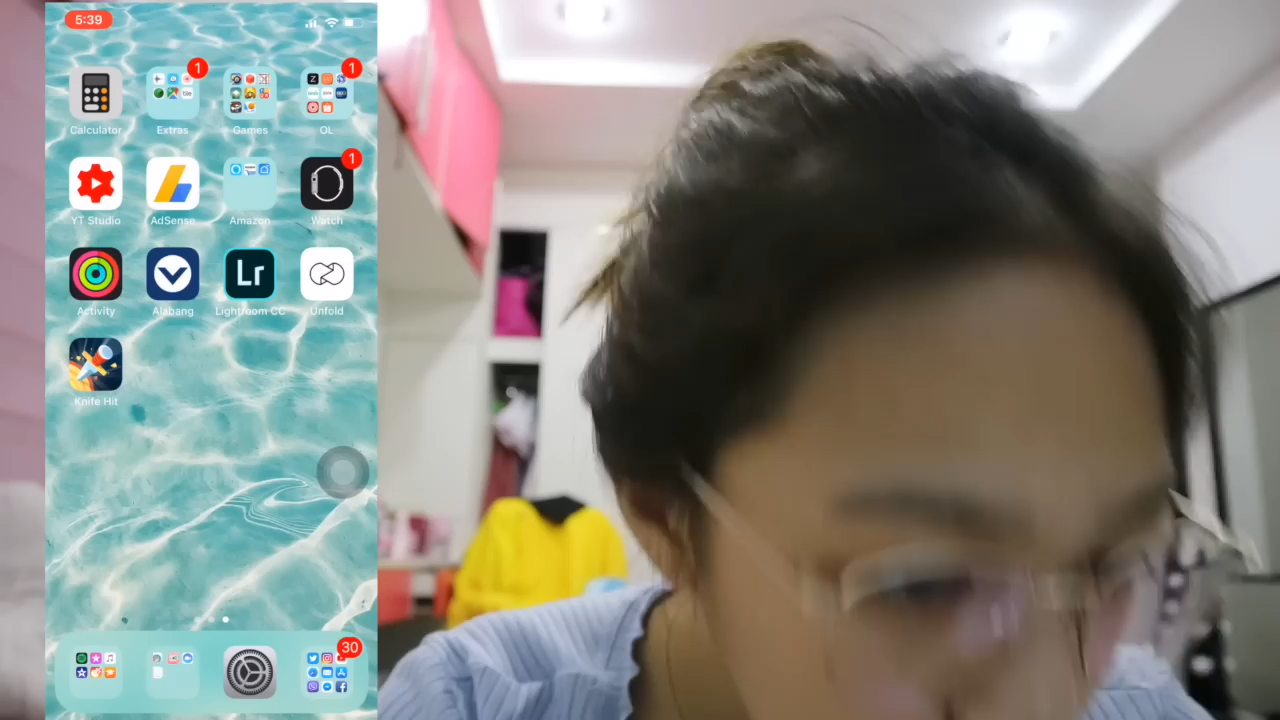 5:39
1
1
Calculator Extras Games OL
1
YT Studio AdSense Amazon Watch
Lr
Activity Alabang Lightroom CC Unfold
Knife Hit
30